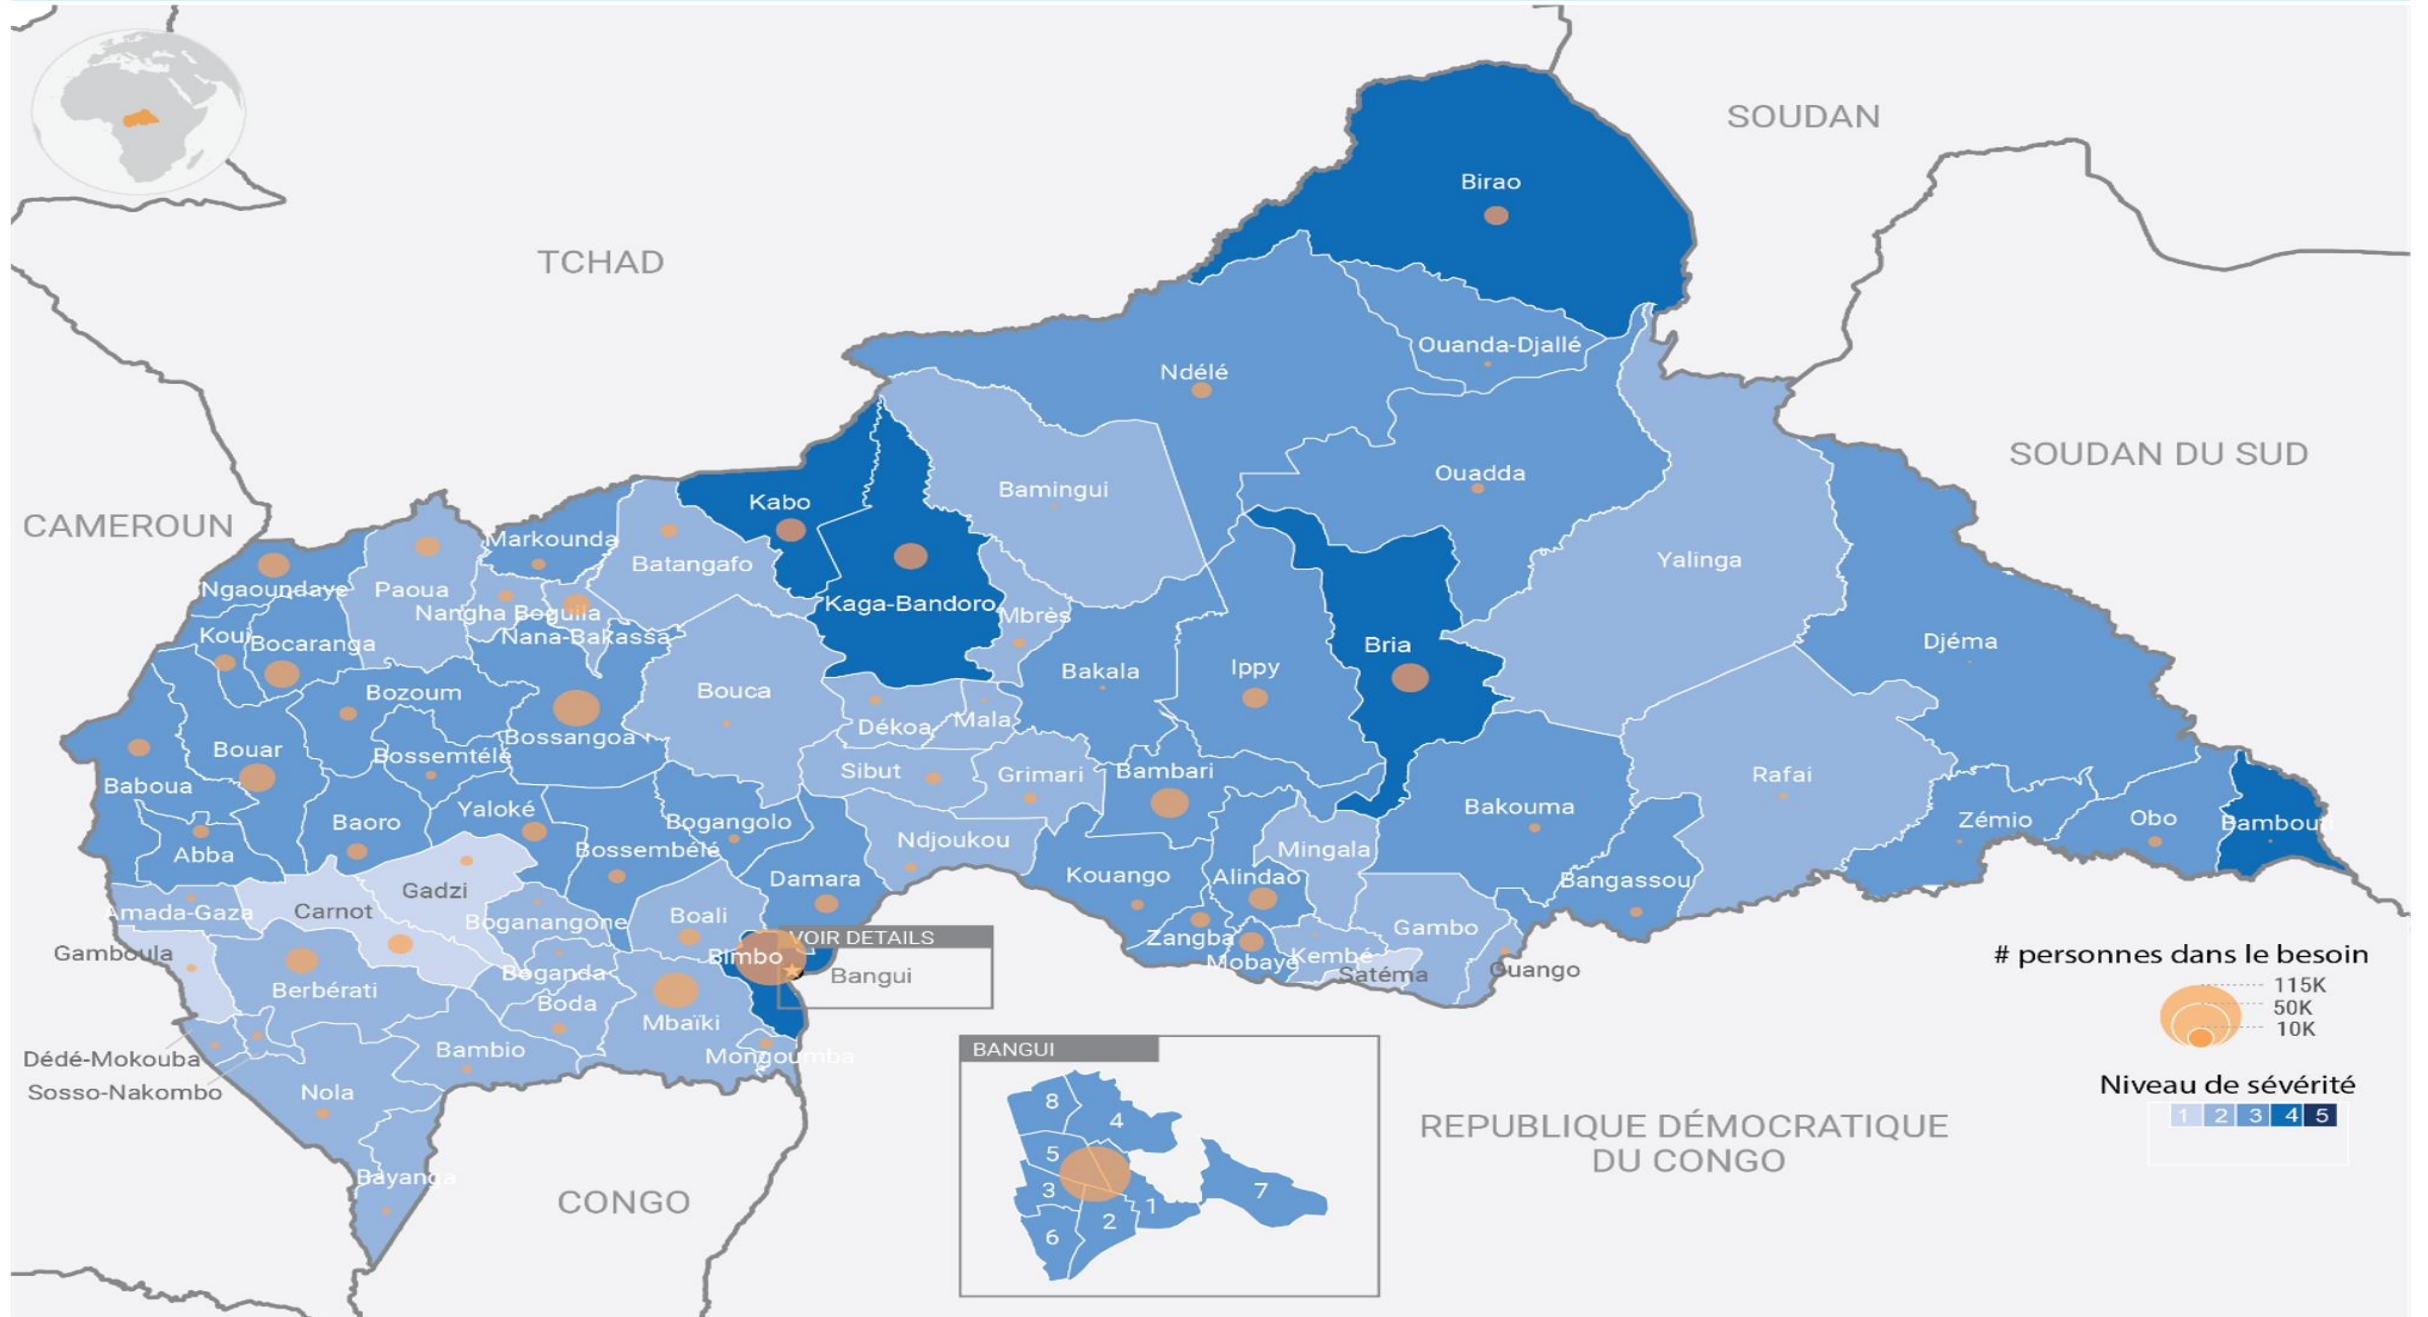 SOUDAN
Birao
TCHAD
Ouanda-Djallé
Ndélé
SOUDAN DU SUD
Ouadda
Bamingui
Kabo
CAMEROUN
Markounda
Batangafo
Yalinga
Ngaoundaye
Paoua
Kaga-Bandoro
Nangha Boguila
Mbrès
Koui
Bocaranga
Nana-Bakassa
Djéma
Bria
Bakala
Ippy
Bozoum
Bouca
Dékoa
Mala
Bouar
Bossangoa
Bossemtélé
Sibut
Grimari
Bambari
Rafai
Baboua
Yaloké
Bakouma
Baoro
Bogangolo
Zémio
Obo
Bambouti
Abba
Bossembélé
Ndjoukou
Mingala
Gadzi
Damara
Kouango
Alindao
Bangassou
Amada-Gaza
Carnot
Boganangone
Boali
Gambo
Gamboula
Bimbo
VOIR DETAILS
Bangui
Zangba
Mobaye
Kembé
Satéma
Ouango
Berbérati
Boganda
Boda
Mbaïki
Dédé-Mokouba
Sosso-Nakombo
Bambio
Mongoumba
Nola
Bayanga
CONGO
BANGUI
8
4
5
3
7
1
2
6
REPUBLIQUE DÉMOCRATIQUE
DU CONGO
# personnes dans le besoin
115K
50K
10K
Niveau de sévérité
1 2 3 4 5